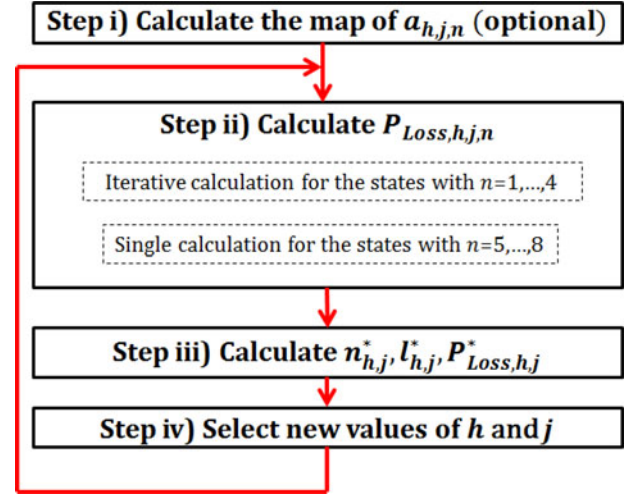 Step i) Calculate the map of a_{h,j,n} (optional)
Step ii) Calculate P_{Loss,h,j,n}
Iterative calculation for the states with n=1,...,4
Single calculation for the states with n=5,...,8
Step iii) Calculate n^*_{h,j}, l^*_{h,j}, P^*_{Loss,h,j}
Step iv) Select new values of h and j